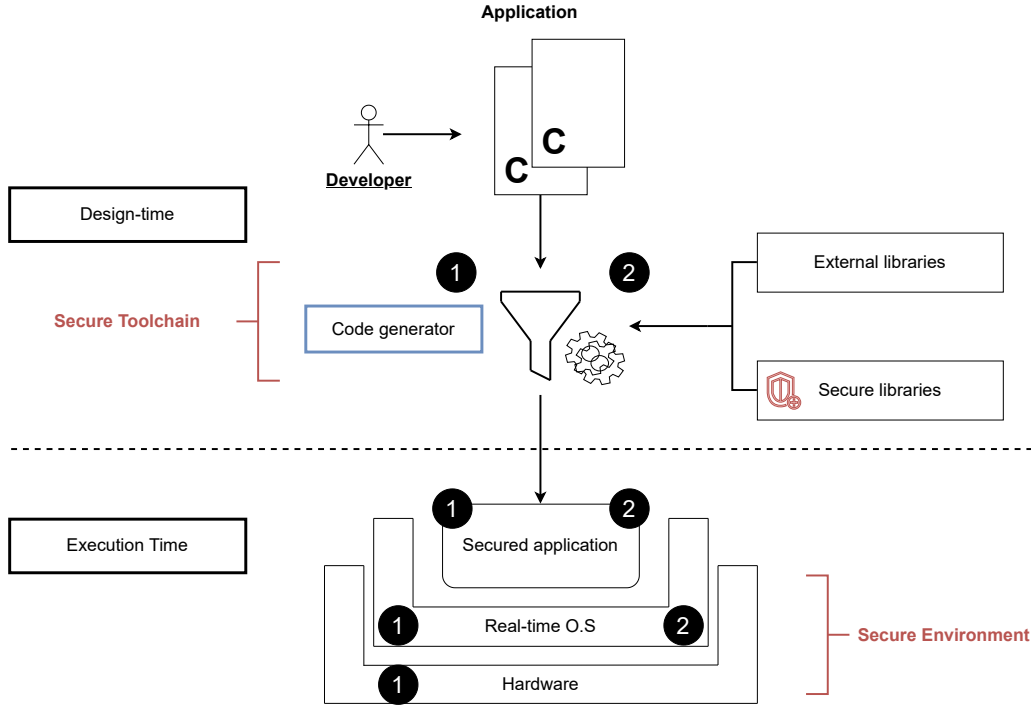 Application
C
C
Developer
Design-time
1
2
External libraries
Secure Toolchain
Code generator
Secure libraries
Execution Time
1
2
Secured application
1
Real-time O.S
2
Secure Environment
1
Hardware